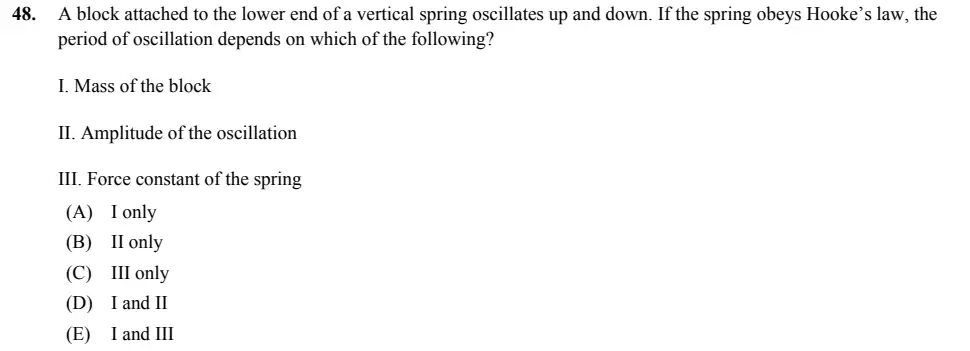 48. A block attached to the lower end of a vertical spring oscillates up and down. If the spring obeys Hooke’s law, the
period of oscillation depends on which of the following?
I. Mass of the block
II. Amplitude of the oscillation
III. Force constant of the spring
(A) I only
(B) II only
(C) III only
(D) I and II
(E) I and III